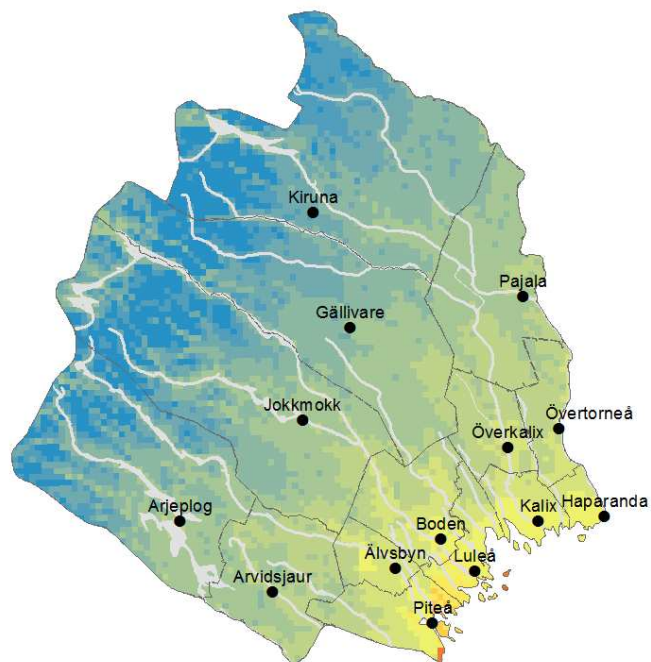 Kiruna
Pajala
Gällivare
Jokkmokk
Övertorneå
Överkalix
Arjeplog
Kalix
Haparanda
Boden
Älvsbyn
Luleå
Arvidsjaur
Piteå